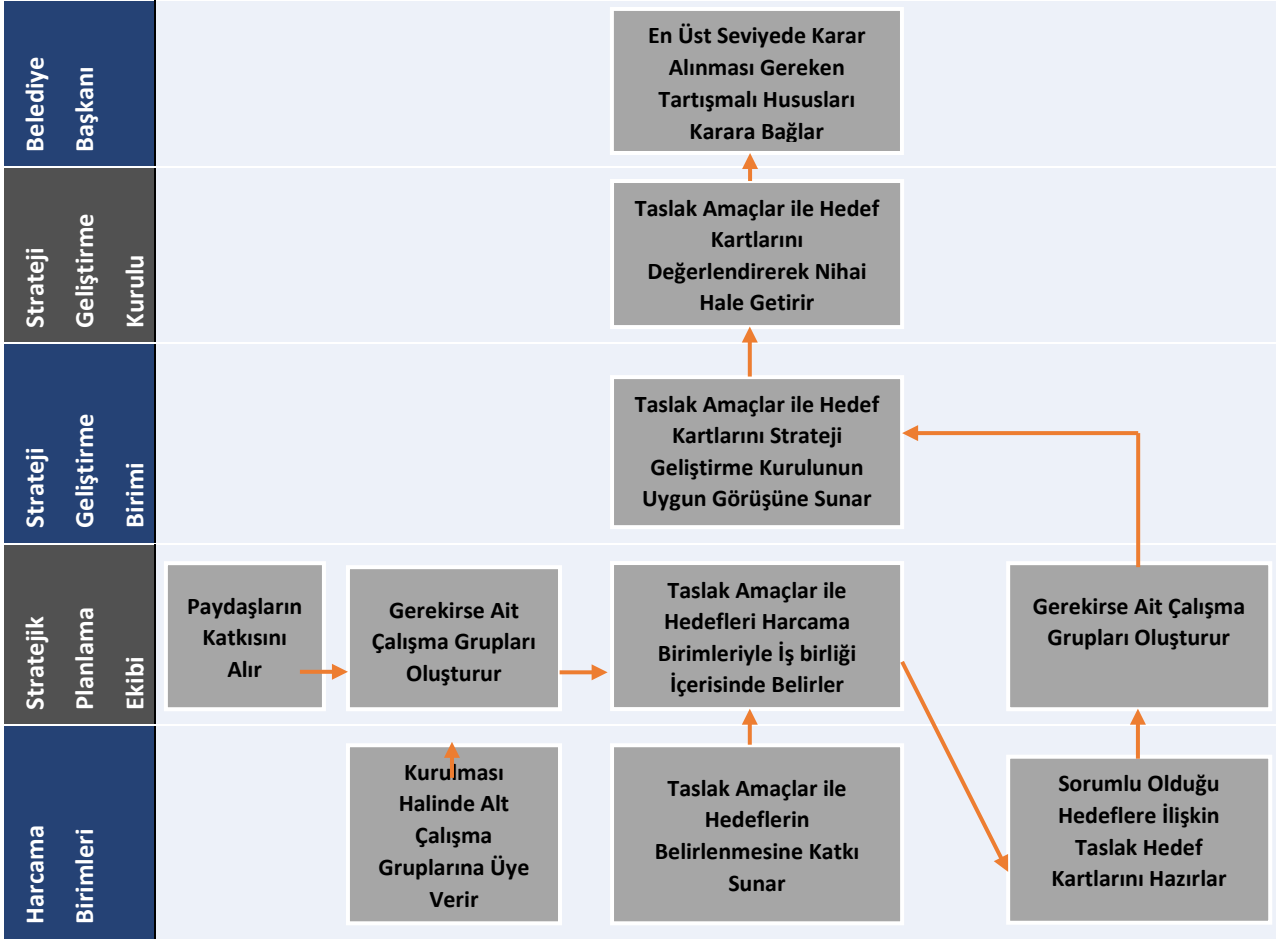 Belediye
Başkanı
En Üst Seviyede Karar
Alınması Gereken
Tartışmalı Hususları
Karara Bağlar
Strateji
Geliştirme
Kurulu
Taslak Amaçlar ile Hedef
Kartlarını
Değerlendirerek Nihai
Hale Getirir
Strateji
Geliştirme
Birimi
Taslak Amaçlar ile Hedef
Kartlarını Strateji
Geliştirme Kurulunun
Uygun Görüşüne Sunar
Stratejik
Planlama
Ekibi
Paydaşların
Katkısını
Alır
Gerekirse Ait
Çalışma Grupları
Oluşturur
Taslak Amaçlar ile
Hedefleri Harcama
Birimleriyle İş birliği
İçerisinde Belirler
Gerekirse Ait Çalışma
Grupları Oluşturur
Harcama
Birimleri
Kurulması
Halinde Alt
Çalışma
Gruplarına Üye
Verir
Taslak Amaçlar ile
Hedeflerin
Belirlenmesine Katkı
Sunar
Sorumlu Olduğu
Hedeflere İlişkin
Taslak Hedef
Kartlarını Hazırlar